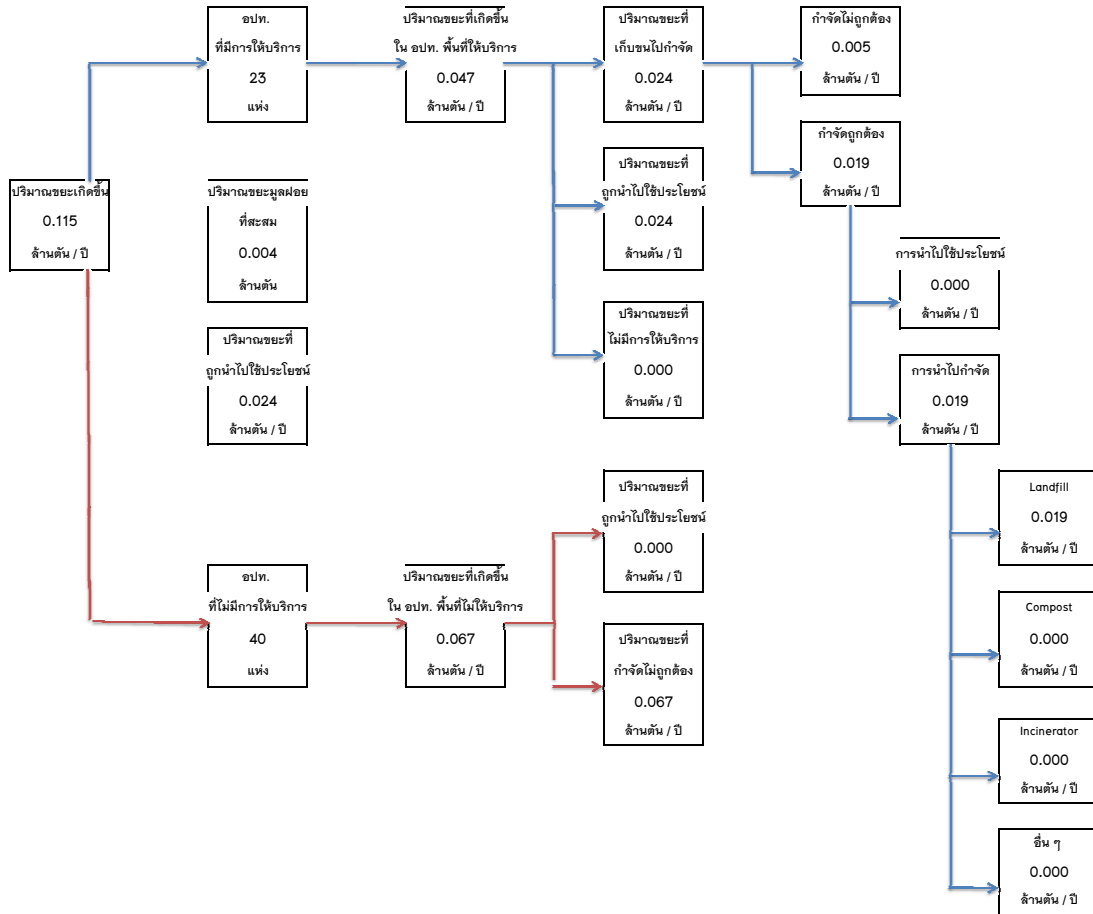 อปท.
ที่มีการให้บริการ
23
แห่ง
ปริมาณขยะที่เกิดขึ้น
ใน อปท. พื้นที่ให้บริการ
0.047
ล้านตัน / ปี
ปริมาณขยะที่
เก็บขนไปกำจัด
0.024
ล้านตัน / ปี
กำจัดไม่ถูกต้อง
0.005
ล้านตัน / ปี
กำจัดถูกต้อง
0.019
ล้านตัน / ปี
ปริมาณขยะเกิดขึ้น
0.115
ล้านตัน / ปี
ปริมาณขยะมูลฝอย
ที่สะสม
0.004
ล้านตัน
ปริมาณขยะที่
ถูกนำไปใช้ประโยชน์
0.024
ล้านตัน / ปี
การนำไปใช้ประโยชน์
0.000
ล้านตัน / ปี
ปริมาณขยะที่
ไม่มีการให้บริการ
0.000
ล้านตัน / ปี
ปริมาณขยะที่
ถูกนำไปใช้ประโยชน์
0.024
ล้านตัน / ปี
การนำไปกำจัด
0.019
ล้านตัน / ปี
ปริมาณขยะที่
ถูกนำไปใช้ประโยชน์
0.000
ล้านตัน / ปี
Landfill
0.019
ล้านตัน / ปี
อปท.
ที่ไม่มีการให้บริการ
40
แห่ง
ปริมาณขยะที่เกิดขึ้น
ใน อปท. พื้นที่ไม่ให้บริการ
0.067
ล้านตัน / ปี
ปริมาณขยะที่
กำจัดไม่ถูกต้อง
0.067
ล้านตัน / ปี
Compost
0.000
ล้านตัน / ปี
Incinerator
0.000
ล้านตัน / ปี
อื่น ๆ
0.000
ล้านตัน / ปี